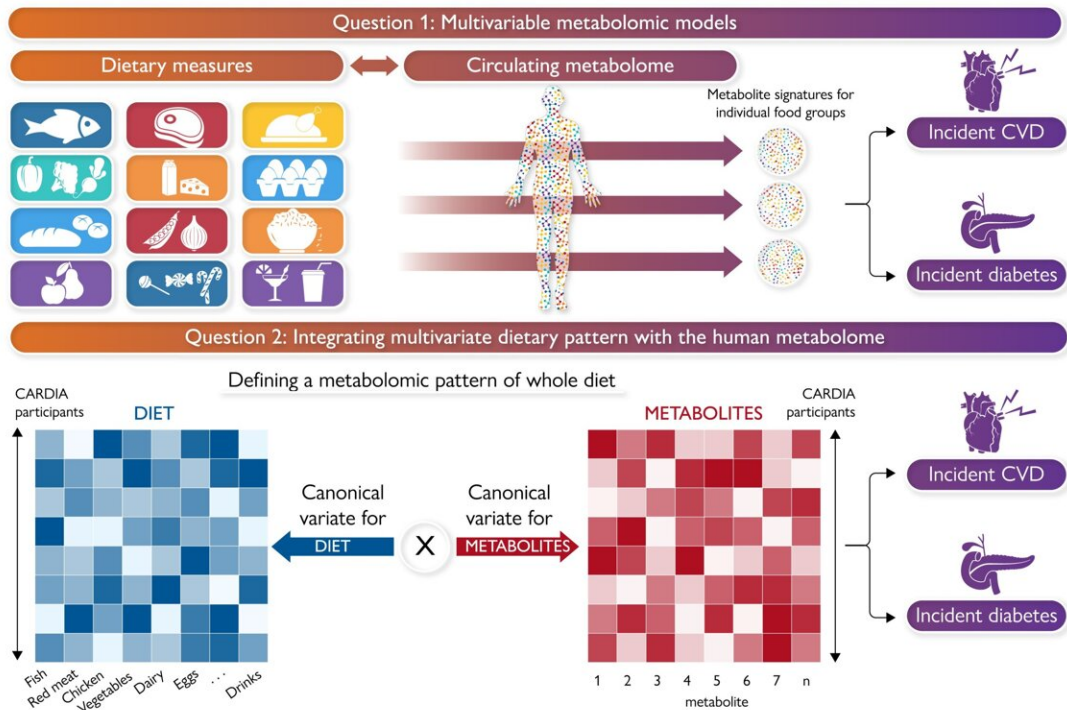 Question 1: Multivariable metabolomic models
Dietary measures
Circulating metabolome
Metabolite signatures for
individual food groups
Incident CVD
Incident diabetes
Question 2: Integrating multivariate dietary pattern with the human metabolome
Defining a metabolomic pattern of whole diet
CARDIA
participants
DIET
METABOLITES
CARDIA
participants
Canonical
variate for
DIET
X
Canonical
variate for
METABOLITES
Incident CVD
Incident diabetes
Fish
Red meat
Chicken
Vegetables
Dairy
Eggs
...
Drinks
1 2 3 4 5 6 7 n
metabolite